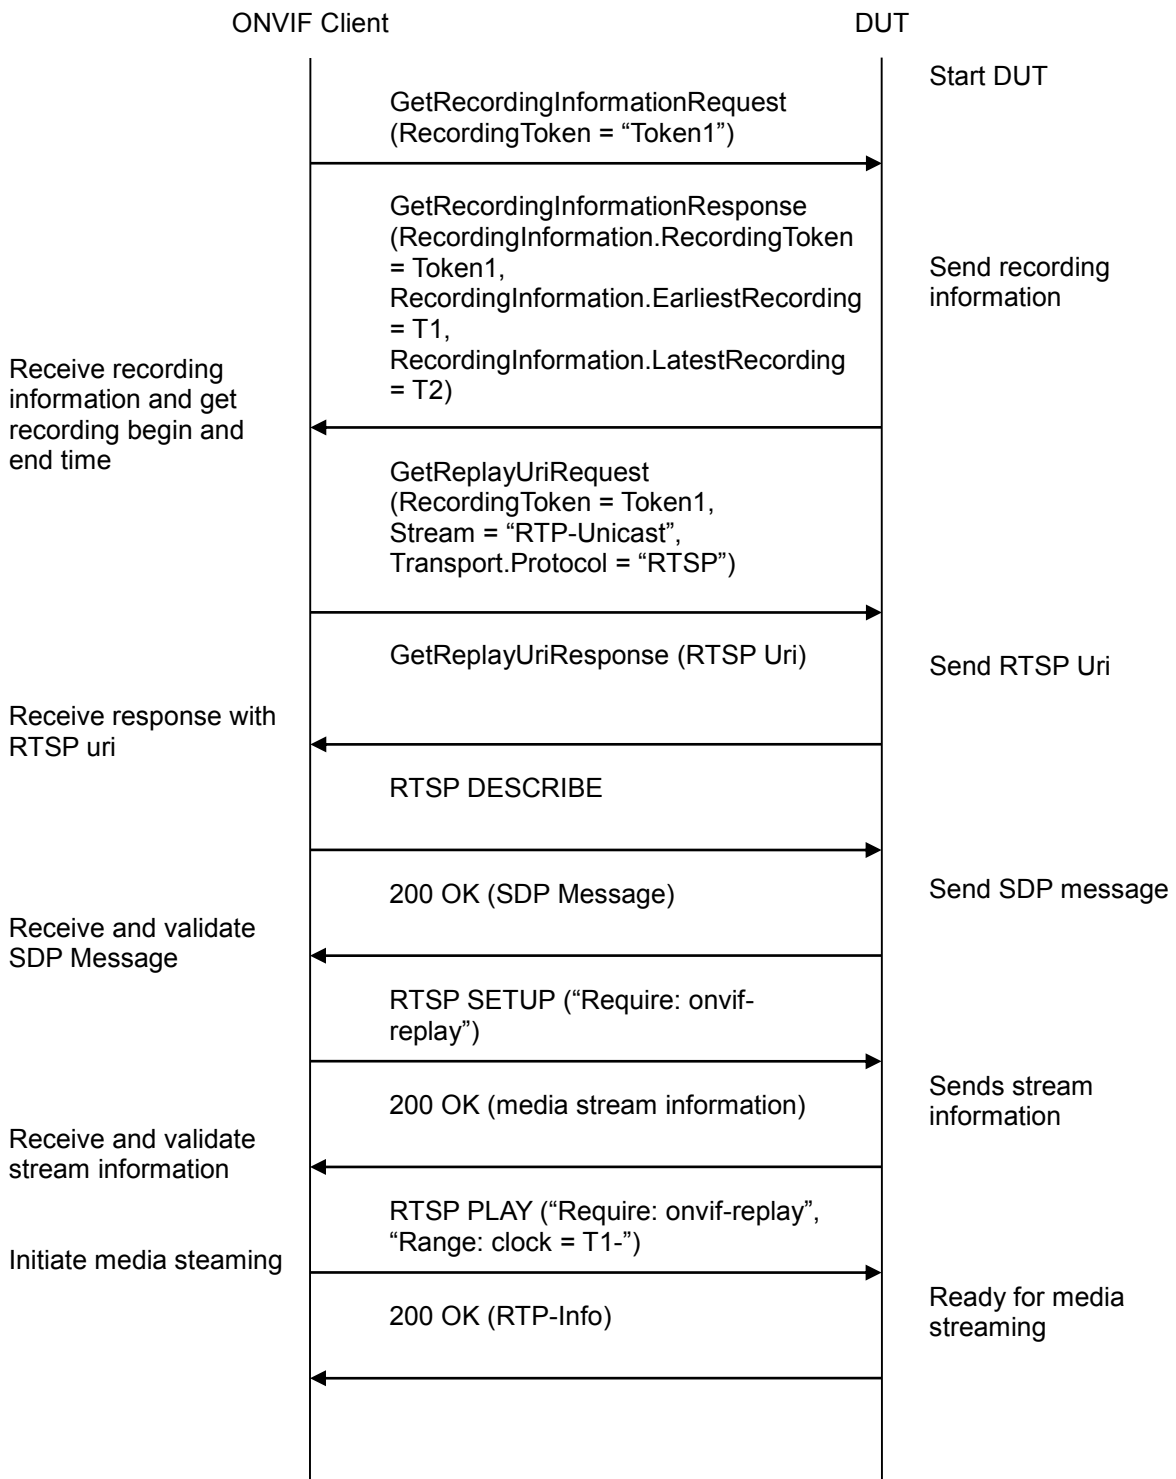 ONVIF Client
DUT
Start DUT
GetRecordingInformationRequest
(RecordingToken = “Token1”)
GetRecordingInformationResponse
(RecordingInformation.RecordingToken
= Token1,
RecordingInformation.EarliestRecording
= T1,
RecordingInformation.LatestRecording
= T2)
Send recording
information
Receive recording
information and get
recording begin and
end time
GetReplayUriRequest
(RecordingToken = Token1,
Stream = “RTP-Unicast”,
Transport.Protocol = “RTSP”)
GetReplayUriResponse (RTSP Uri)
Send RTSP Uri
Receive response with
RTSP uri
RTSP DESCRIBE
200 OK (SDP Message)
Send SDP message
Receive and validate
SDP Message
RTSP SETUP (“Require: onvif-
replay”)
200 OK (media stream information)
Sends stream
information
Receive and validate
stream information
RTSP PLAY (“Require: onvif-replay”,
“Range: clock = T1-”)
Initiate media steaming
200 OK (RTP-Info)
Ready for media
streaming